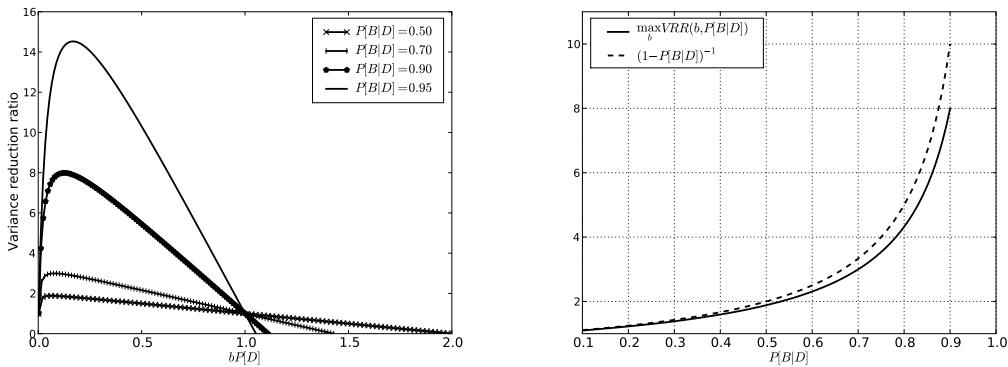 16
14
12
10
8
6
4
2
0
Variance reduction ratio
0.0 0.5 1.0 1.5 2.0
bP[D]
P[B|D]=0.50
P[B|D]=0.70
P[B|D]=0.90
P[B|D]=0.95
10
8
6
4
2
0.1 0.2 0.3 0.4 0.5 0.6 0.7 0.8 0.9 1.0
P[B|D]
max VRR(b,P[B|D])
b
(1−P[B|D])⁻¹